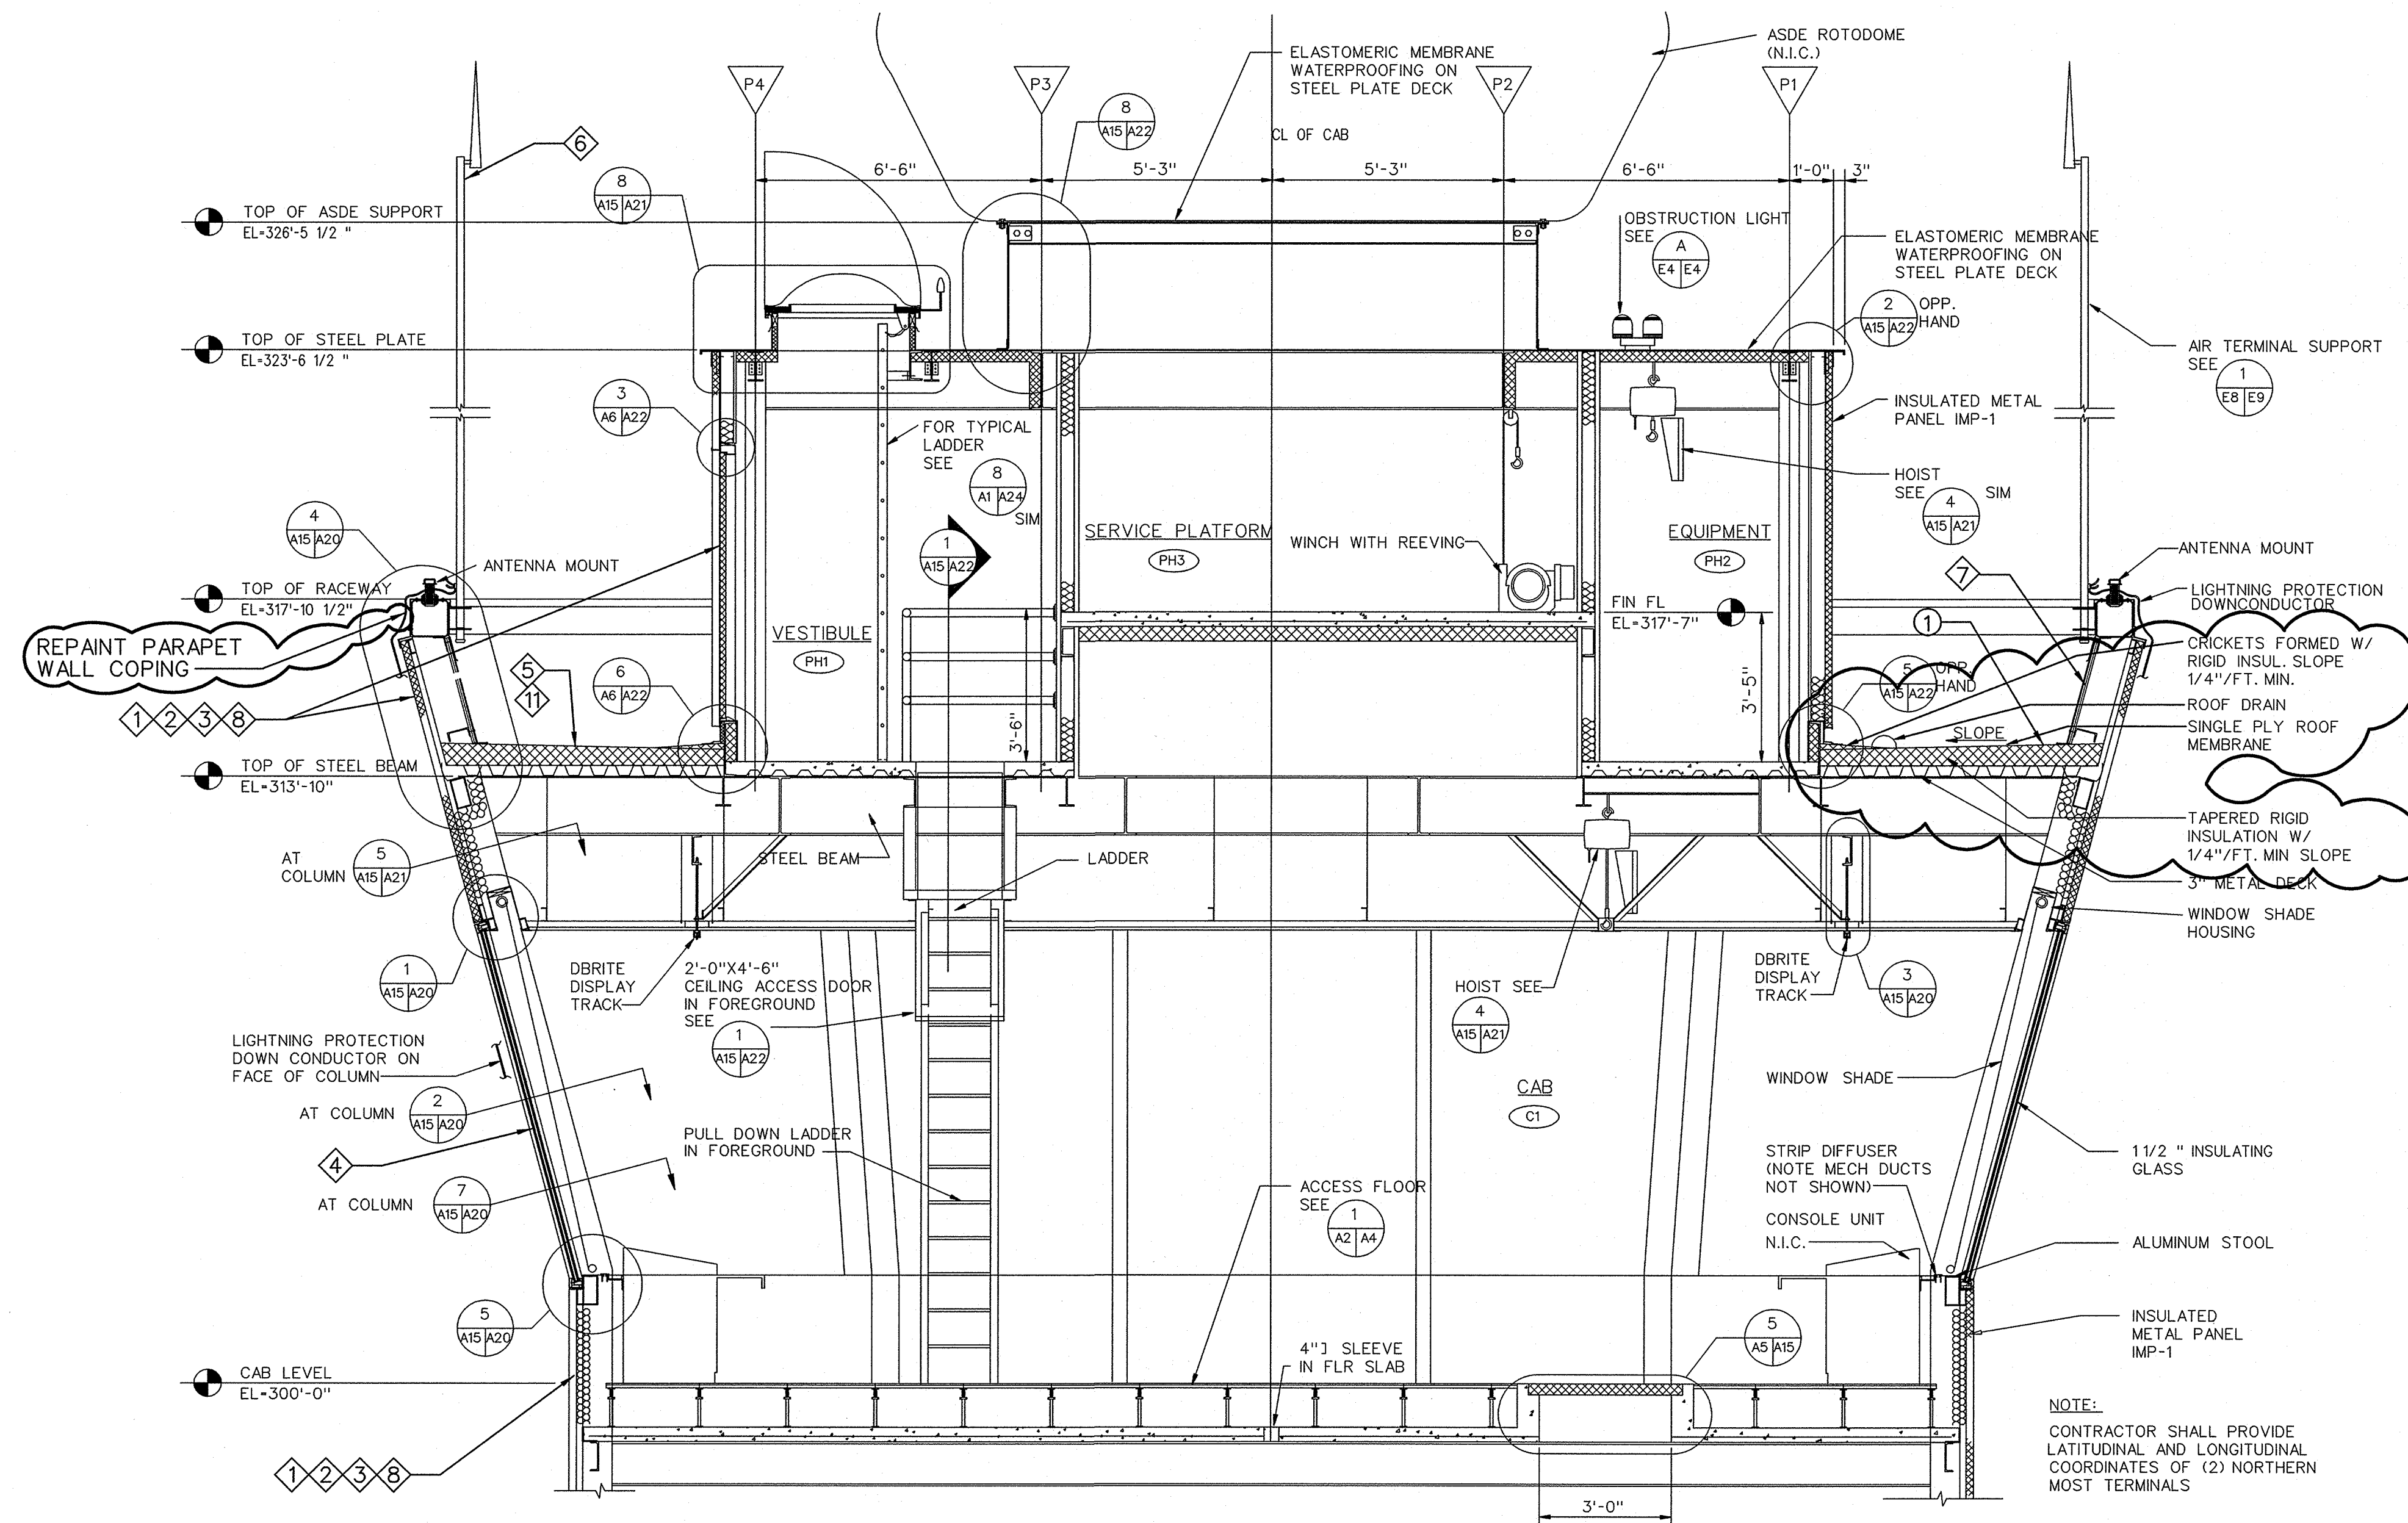 ELASTOMERIC MEMBRANE
WATERPROOFING ON
STEEL PLATE DECK
ASDE ROTODOME
(N.I.C.)
P4
P3
P2
P1
8
A15 A22
CL OF CAB
6
6'-6"
5'-3"
5'-3"
6'-6"
1'-0"
3"
8
A15 A21
TOP OF ASDE SUPPORT
EL=326'-5 1/2 "
OBSTRUCTION LIGHT
SEE
A
E4 E4
ELASTOMERIC MEMBRANE
WATERPROOFING ON
STEEL PLATE DECK
2
A15 A22
OPP.
HAND
TOP OF STEEL PLATE
EL=323'-6 1/2 "
AIR TERMINAL SUPPORT
SEE
1
E8 E9
3
A6 A22
INSULATED METAL
PANEL IMP-1
FOR TYPICAL
LADDER
SEE
8
A1 A24
SIM
HOIST
SEE
4
A15 A21
SIM
4
A15 A20
1
A15 A22
SERVICE PLATFORM
PH3
WINCH WITH REEVING
EQUIPMENT
PH2
ANTENNA MOUNT
ANTENNA MOUNT
7
TOP OF RACEWAY
EL=317'-10 1/2"
LIGHTNING PROTECTION
DOWNCONDUCTOR
FIN FL
EL=317'-7"
1
REPAINT PARAPET
WALL COPING
VESTIBULE
PH1
CRICKETS FORMED W/
RIGID INSUL. SLOPE
1/4"/FT. MIN.
5
11
6
A6 A22
5
A15 A22
OPP.
HAND
3'-5"
3'-6"
1 2 3 8
ROOF DRAIN
SLOPE
SINGLE PLY ROOF
MEMBRANE
TOP OF STEEL BEAM
EL=313'-10"
TAPERED RIGID
INSULATION W/
1/4"/FT. MIN SLOPE
AT
COLUMN
5
A15 A21
STEEL BEAM
LADDER
3" METAL DECK
WINDOW SHADE
HOUSING
1
A15 A20
DBRITE
DISPLAY
TRACK
2'-0"X4'-6"
CEILING ACCESS DOOR
IN FOREGROUND
SEE
1
A15 A22
HOIST SEE
4
A15 A21
DBRITE
DISPLAY
TRACK
3
A15 A20
LIGHTNING PROTECTION
DOWN CONDUCTOR ON
FACE OF COLUMN
AT COLUMN
2
A15 A20
CAB
C1
WINDOW SHADE
PULL DOWN LADDER
IN FOREGROUND
4
AT COLUMN
7
A15 A20
STRIP DIFFUSER
(NOTE MECH DUCTS
NOT SHOWN)
1 1/2 " INSULATING
GLASS
ACCESS FLOOR
SEE
1
A2 A4
CONSOLE UNIT
N.I.C.
ALUMINUM STOOL
5
A15 A20
5
A5 A15
INSULATED
METAL PANEL
IMP-1
4"] SLEEVE
IN FLR SLAB
CAB LEVEL
EL=300'-0"
1 2 3 8
3'-0"
NOTE:
CONTRACTOR SHALL PROVIDE
LATITUDINAL AND LONGITUDINAL
COORDINATES OF (2) NORTHERN
MOST TERMINALS